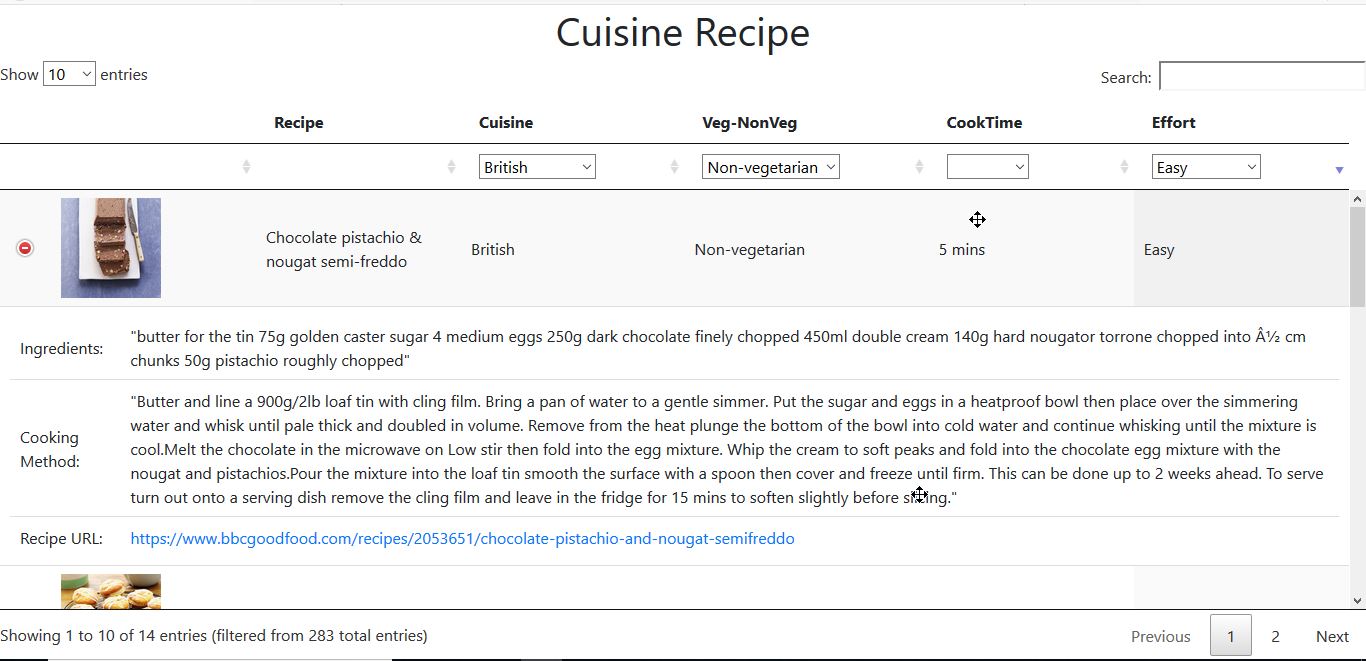 Cuisine Recipe
Show 10 entries
Search:
Recipe Cuisine Veg-NonVeg CookTime Effort
British Non-vegetarian Easy
Chocolate pistachio &
nougat semi-freddo
British Non-vegetarian 5 mins Easy
Ingredients:
"butter for the tin 75g golden caster sugar 4 medium eggs 250g dark chocolate finely chopped 450ml double cream 140g hard nougator torrone chopped into Â½ cm
chunks 50g pistachio roughly chopped"
Cooking
Method:
"Butter and line a 900g/2lb loaf tin with cling film. Bring a pan of water to a gentle simmer. Put the sugar and eggs in a heatproof bowl then place over the simmering
water and whisk until pale thick and doubled in volume. Remove from the heat plunge the bottom of the bowl into cold water and continue whisking until the mixture is
cool.Melt the chocolate in the microwave on Low stir then fold into the egg mixture. Whip the cream to soft peaks and fold into the chocolate egg mixture with the
nougat and pistachios.Pour the mixture into the loaf tin smooth the surface with a spoon then cover and freeze until firm. This can be done up to 2 weeks ahead. To serve
turn out onto a serving dish remove the cling film and leave in the fridge for 15 mins to soften slightly before
Recipe URL: https://www.bbcgoodfood.com/recipes/2053651/chocolate-pistachio-and-nougat-semifreddo
Showing 1 to 10 of 14 entries (filtered from 283 total entries)
Previous 1 2 Next